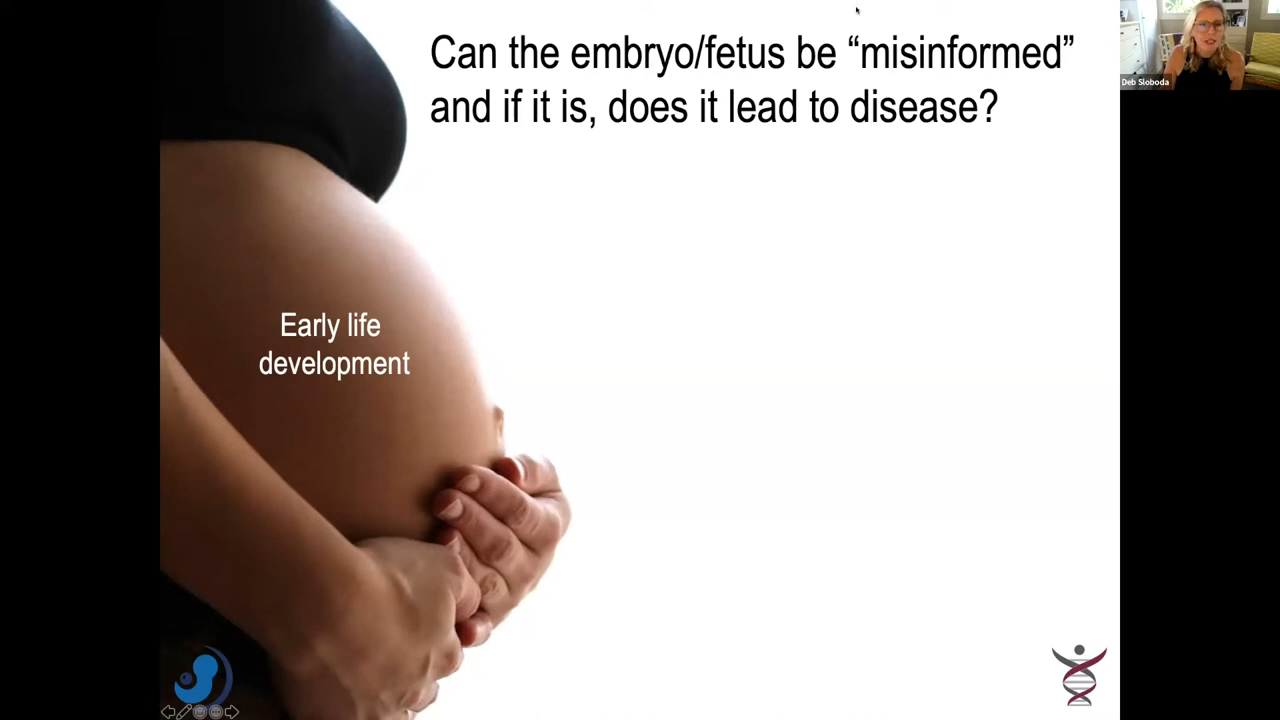 Can the embryo/fetus be “misinformed”
and if it is, does it lead to disease?
Deb Sloboda
Early life
development